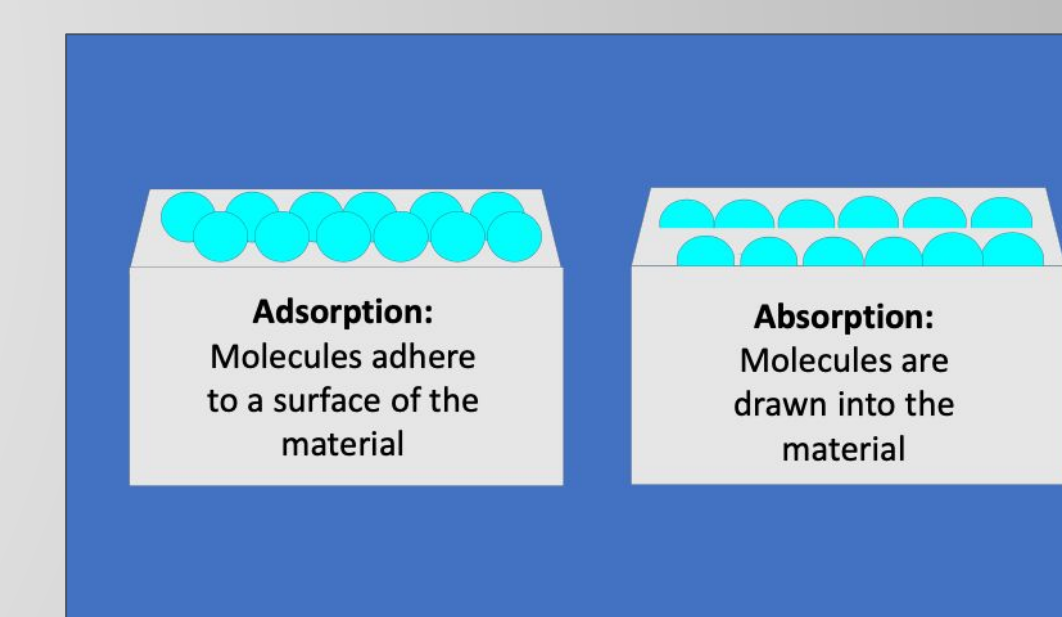 Adsorption:
Molecules adhere
to a surface of the
material
Absorption:
Molecules are
drawn into the
material